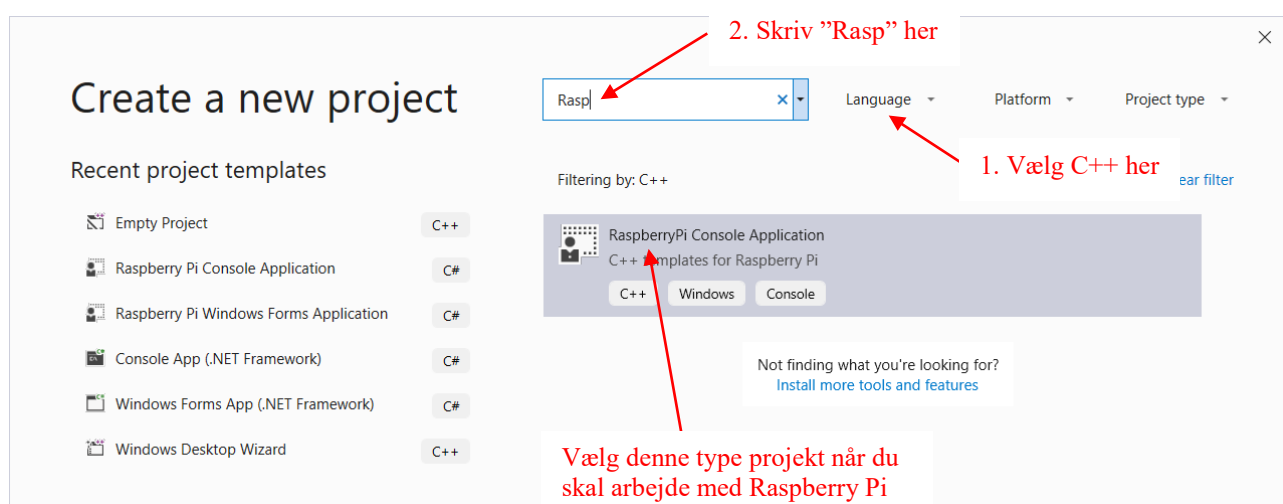 2. Skriv ”Rasp” her
Create a new project
Rasp
Language
Platform
Project type
1. Vælg C++ her
Recent project templates
Filtering by: C++
ear filter
Empty Project C++
Raspberry Pi Console Application C#
Raspberry Pi Windows Forms Application C#
Console App (.NET Framework) C#
Windows Forms App (.NET Framework) C#
Windows Desktop Wizard C++
RaspberryPi Console Application
C++ templates for Raspberry Pi
C++ Windows Console
Not finding what you're looking for?
Install more tools and features
Vælg denne type projekt når du
skal arbejde med Raspberry Pi